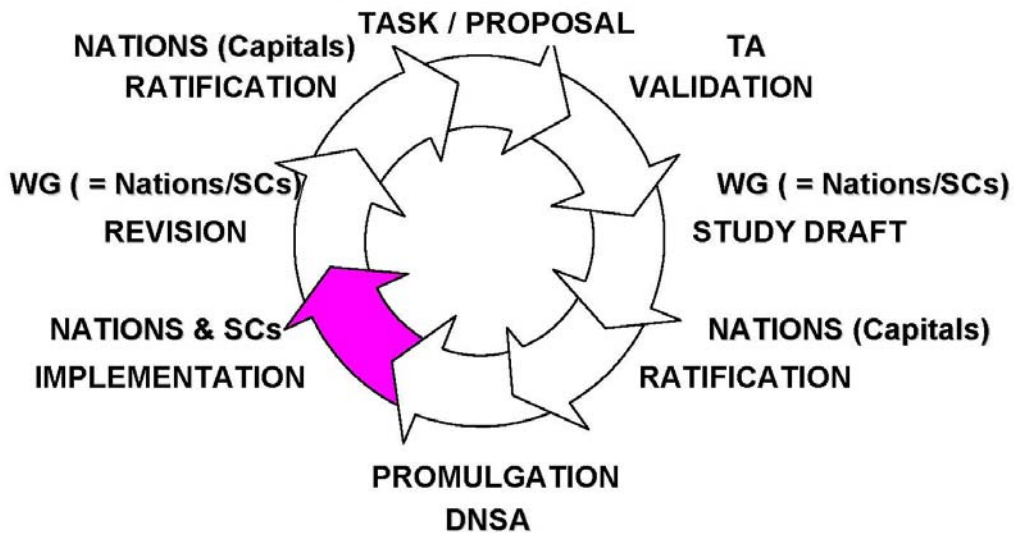 TASK / PROPOSAL
TA
VALIDATION
WG ( = Nations/SCs)
STUDY DRAFT
NATIONS (Capitals)
RATIFICATION
PROMULGATION
DNSA
NATIONS & SCs
IMPLEMENTATION
WG ( = Nations/SCs)
REVISION
NATIONS (Capitals)
RATIFICATION